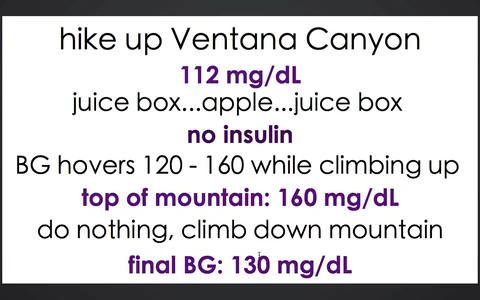 hike up Ventana Canyon
112 mg/dL
juice box...apple...juice box
no insulin
BG hovers 120 - 160 while climbing up
top of mountain: 160 mg/dL
do nothing, climb down mountain
final BG: 130 mg/dL